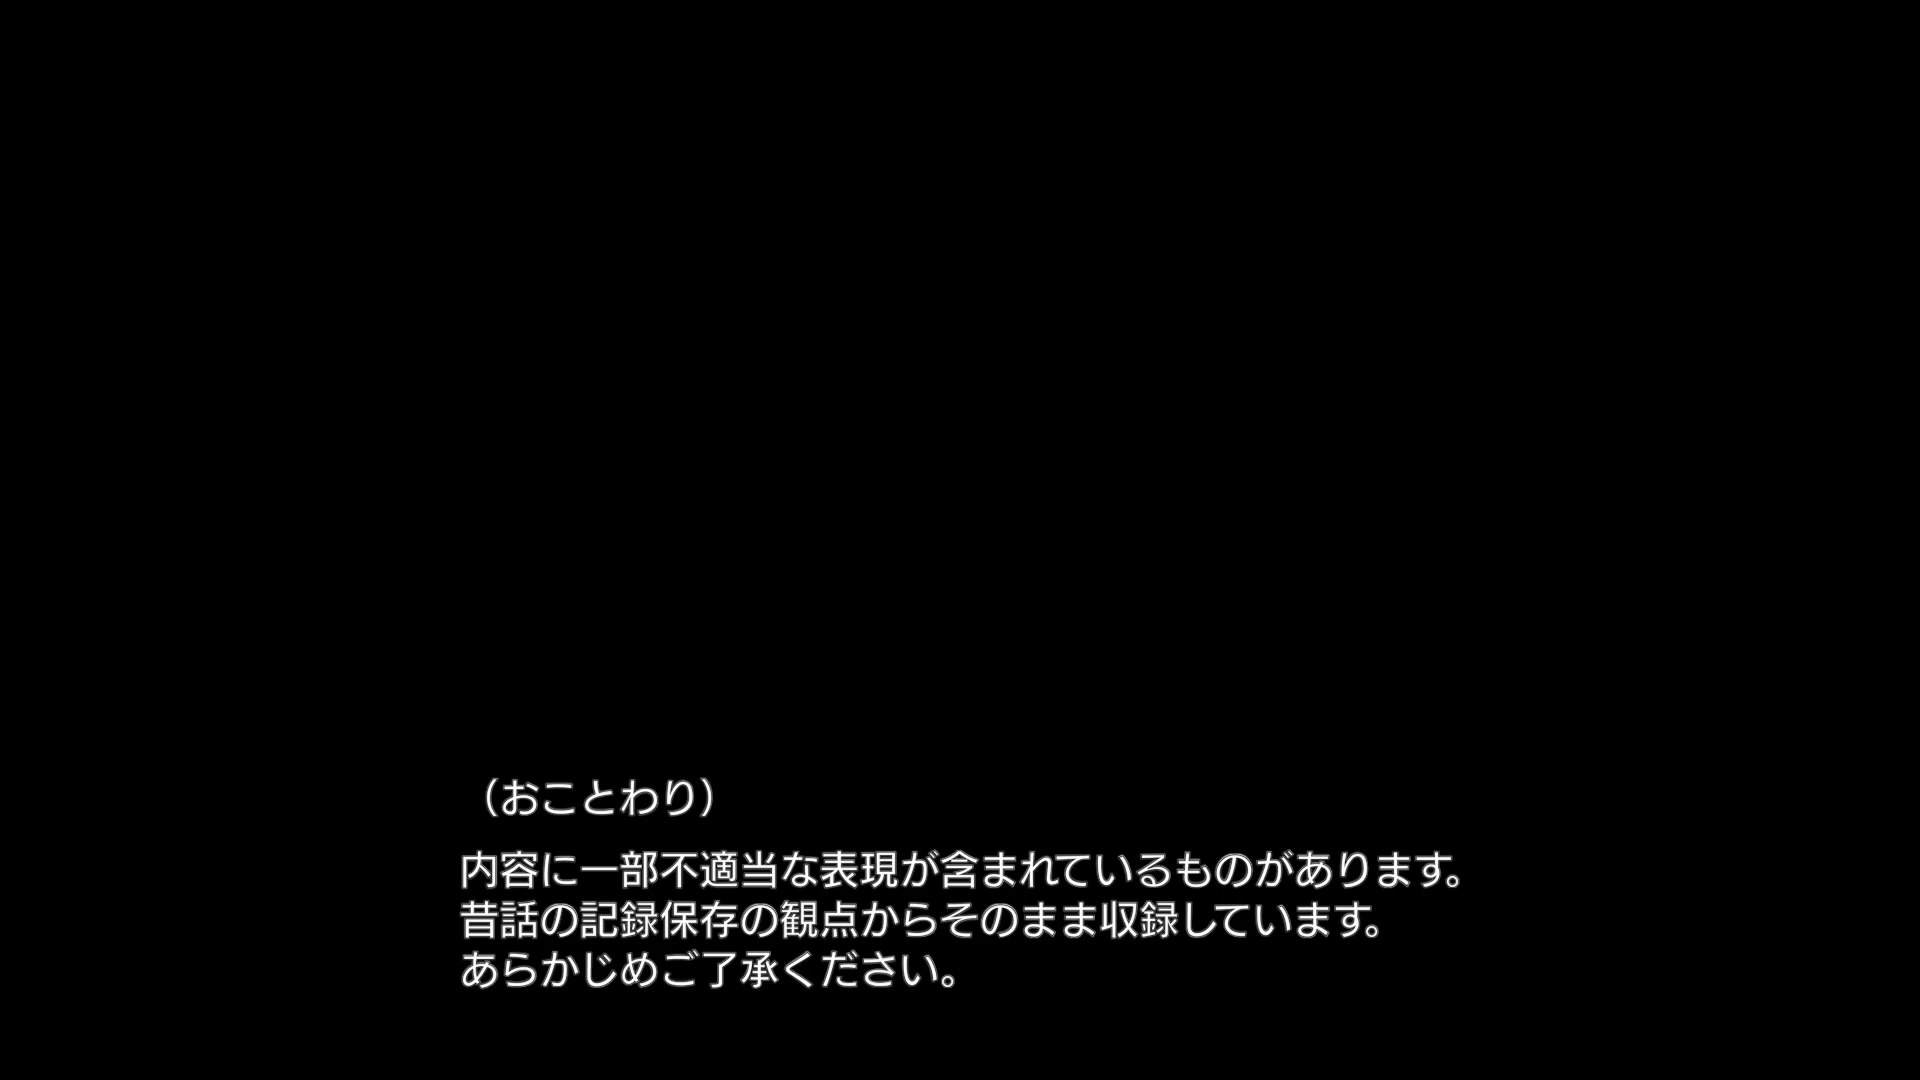 （おことわり）
内容に一部不適当な表現が含まれているものがあります。
昔話の記録保存の観点からそのまま収録しています。
あらかじめご了承ください。